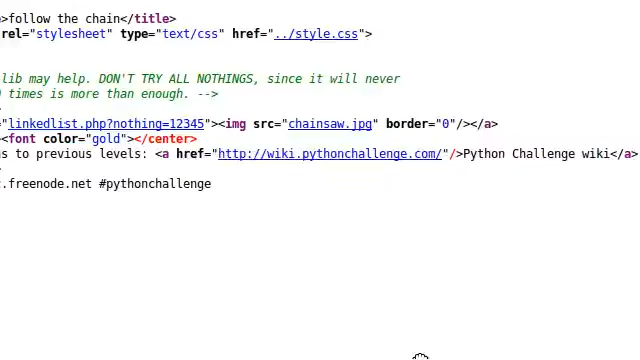 >follow the chain</title>
rel="stylesheet" type="text/css" href="../style.css">
lib may help. DON'T TRY ALL NOTHINGS, since it will never
times is more than enough. -->
="linkedlist.php?nothing=12345"><img src="chainsaw.jpg" border="0"/></a>
<font color="gold"></center>
s to previous levels: <a href="http://wiki.pythonchallenge.com/"/>Python Challenge wiki</a>
.freenode.net #pythonchallenge